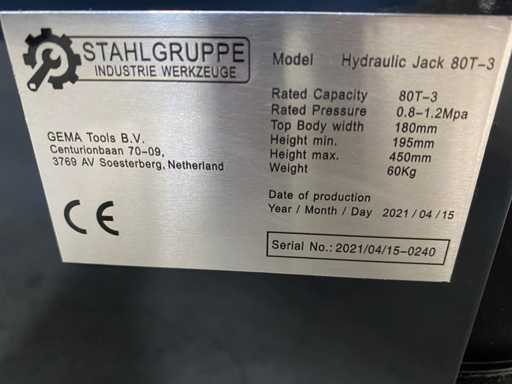 STAHLGRUPPE
INDUSTRIE WERKZEUGE
GEMA Tools B.V.
Centurionbaan 70-09,
3769 AV Soesterberg, Netherland
CE
Model Hydraulic Jack 80T-3
Rated Capacity 80T-3
Rated Pressure 0.8-1.2Mpa
Top Body width 180mm
Height min. 195mm
Height max. 450mm
Weight 60Kg
Date of production
Year / Month / Day 2021/04/15
Serial No.: 2021/04/15-0240